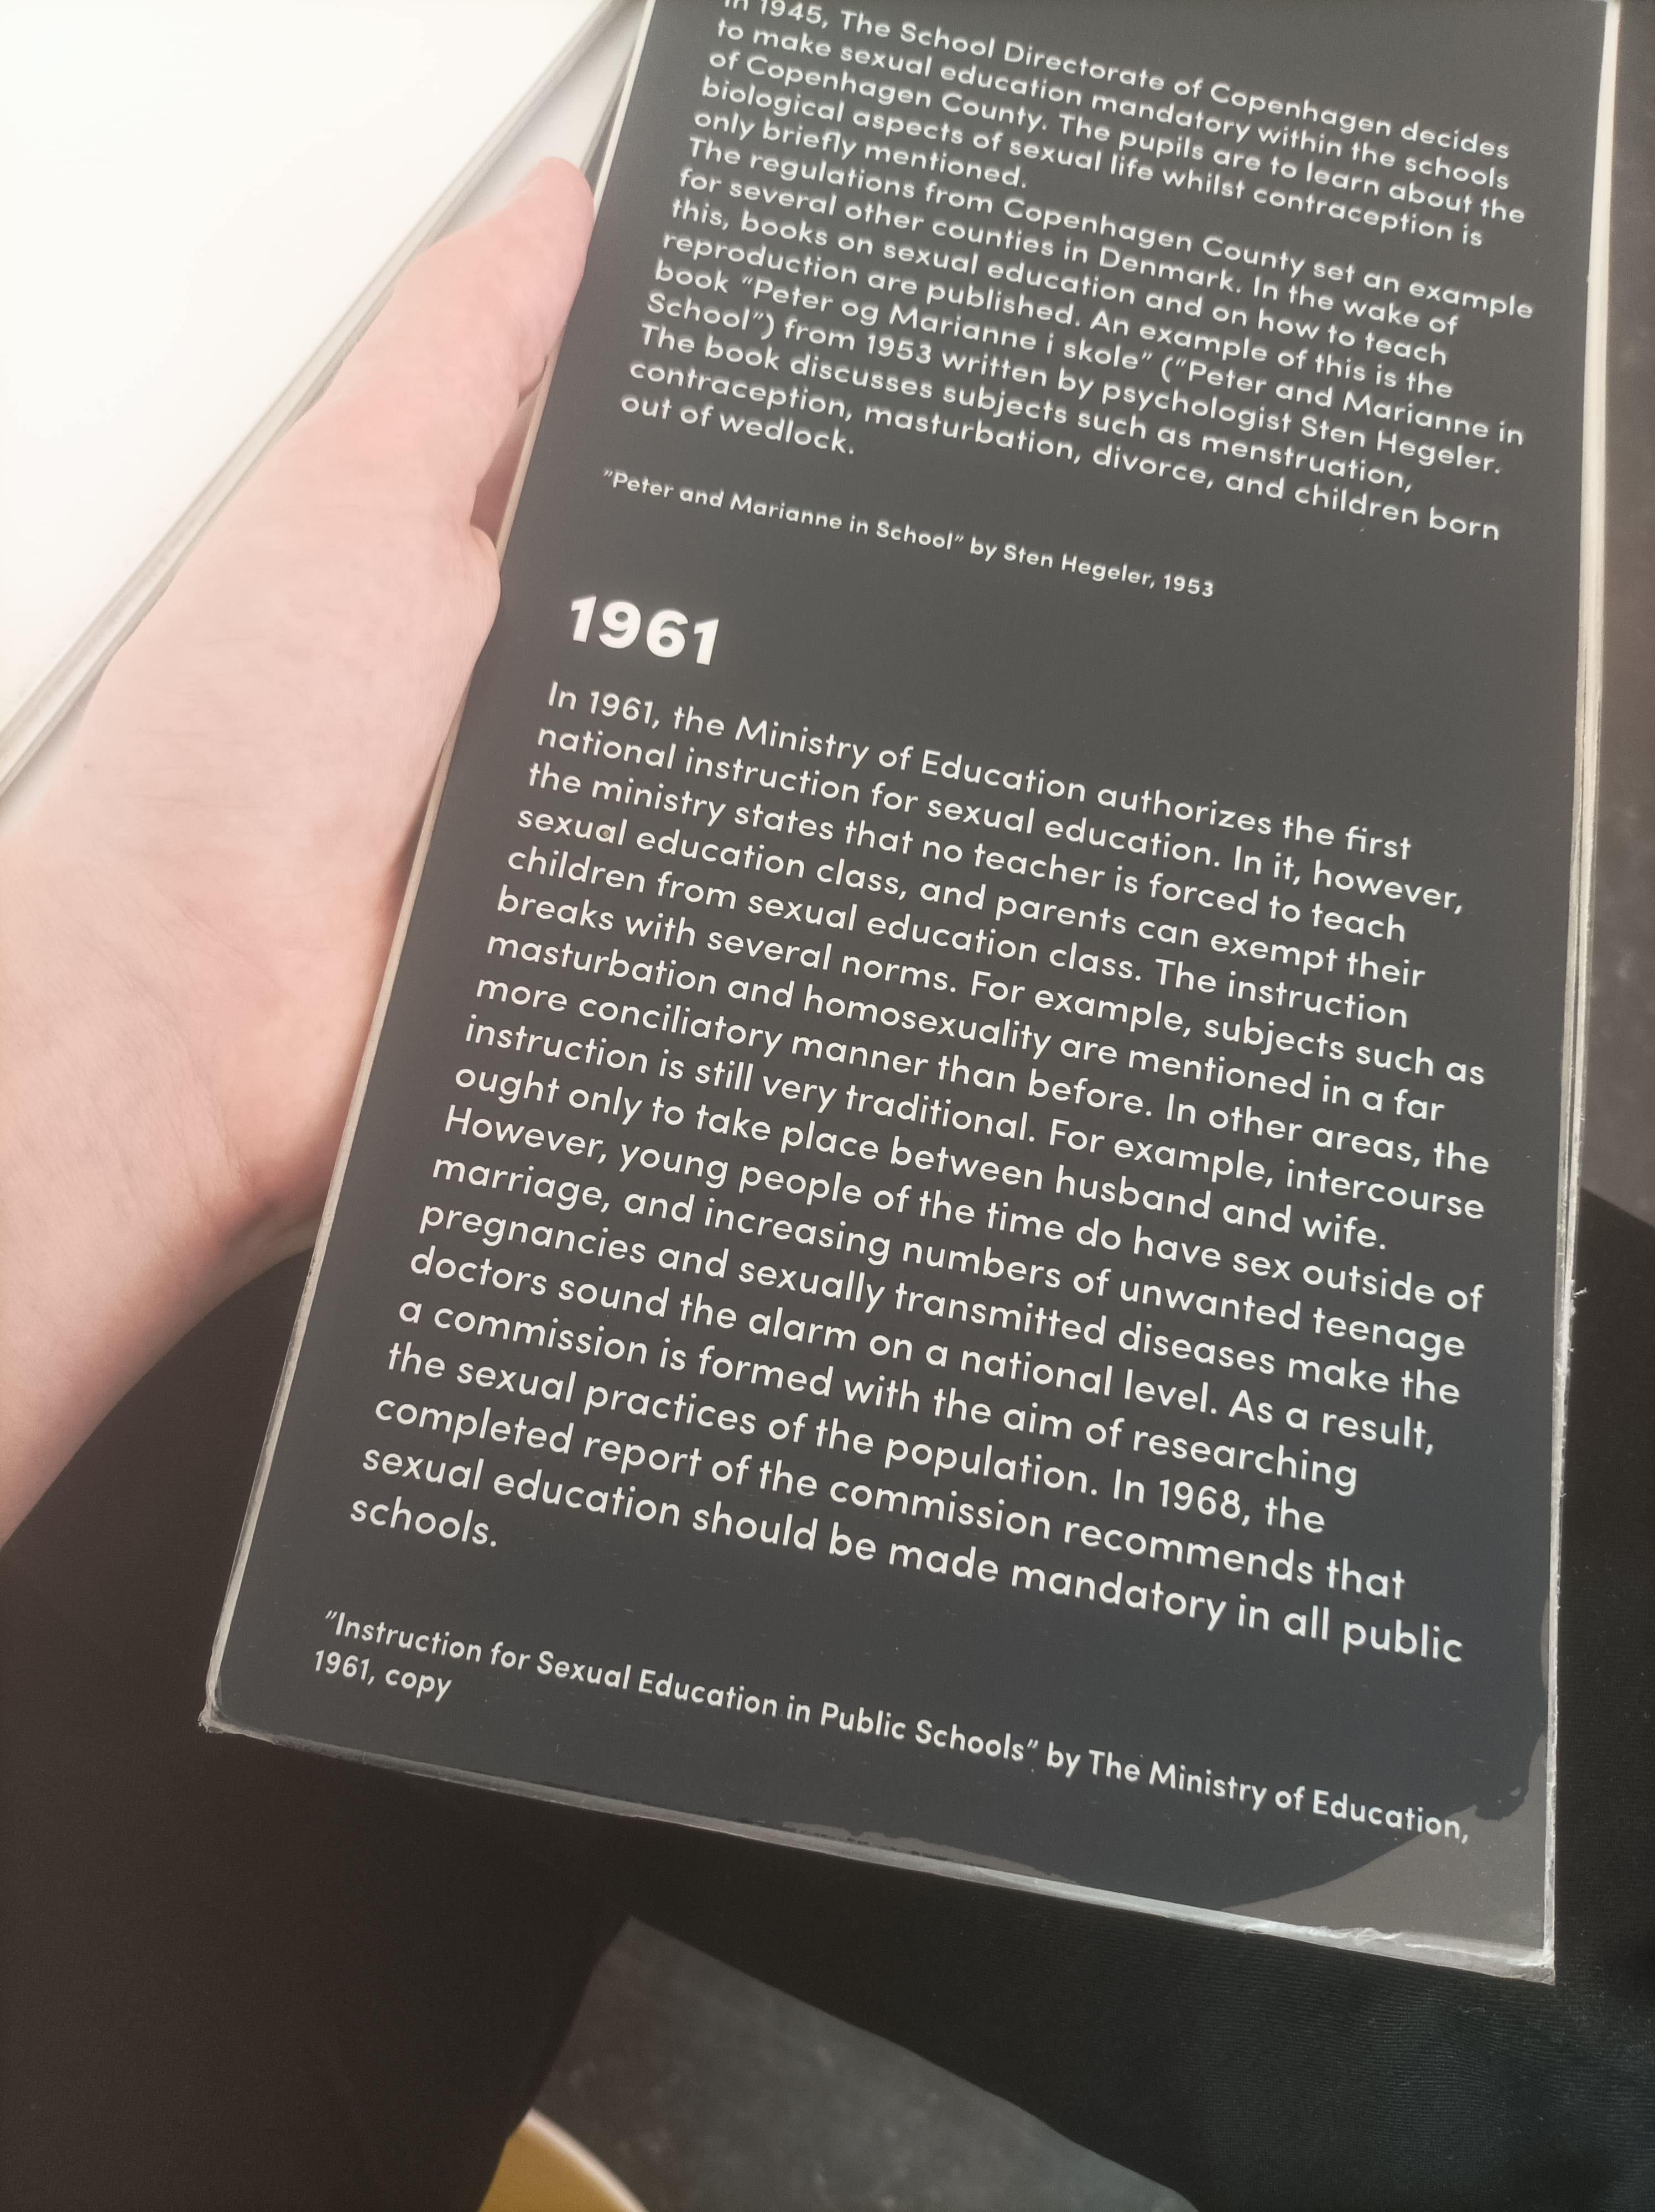 In 1945, The School Directorate of Copenhagen decides
to make sexual education mandatory within the schools
of Copenhagen County. The pupils are to learn about the
biological aspects of sexual life whilst contraception is
only briefly mentioned.
The regulations from Copenhagen County set an example
for several other counties in Denmark. In the wake of
this, books on sexual education and on how to teach
reproduction are published. An example of this is the
book “Peter og Marianne i skole” (“Peter and Marianne in
School”) from 1953 written by psychologist Sten Hegeler.
The book discusses subjects such as menstruation,
contraception, masturbation, divorce, and children born
out of wedlock.
”Peter and Marianne in School” by Sten Hegeler, 1953
1961
In 1961, the Ministry of Education authorizes the first
national instruction for sexual education. In it, however,
the ministry states that no teacher is forced to teach
sexual education class, and parents can exempt their
children from sexual education class. The instruction
breaks with several norms. For example, subjects such as
masturbation and homosexuality are mentioned in a far
more conciliatory manner than before. In other areas, the
instruction is still very traditional. For example, intercourse
ought only to take place between husband and wife.
However, young people of the time do have sex outside of
marriage, and increasing numbers of unwanted teenage
pregnancies and sexually transmitted diseases make the
doctors sound the alarm on a national level. As a result,
a commission is formed with the aim of researching
the sexual practices of the population. In 1968, the
completed report of the commission recommends that
sexual education should be made mandatory in all public
schools.
”Instruction for Sexual Education in Public Schools” by The Ministry of Education,
1961, copy